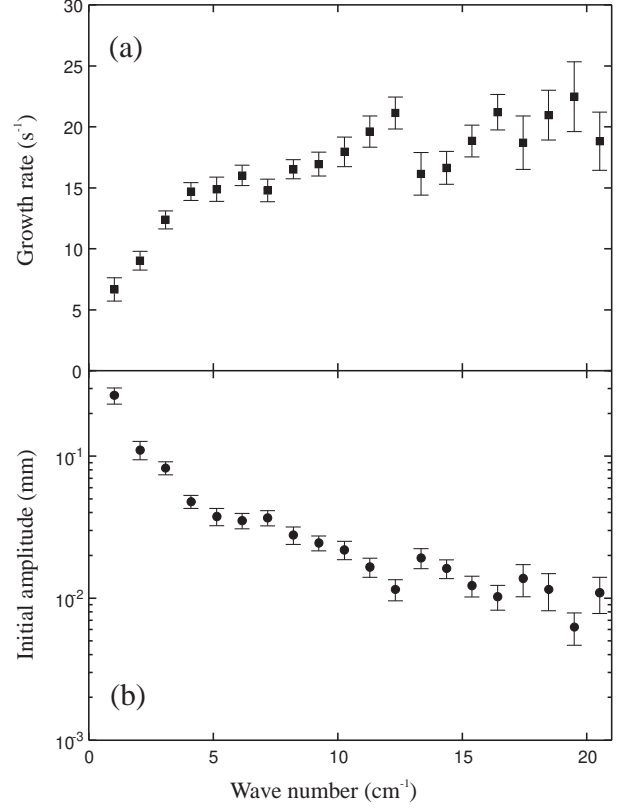 30
(a)
25
20
15
10
5
0
Growth rate (s⁻¹)
10⁻¹
10⁻²
10⁻³
Initial amplitude (mm)
(b)
0 5 10 15 20
Wave number (cm⁻¹)